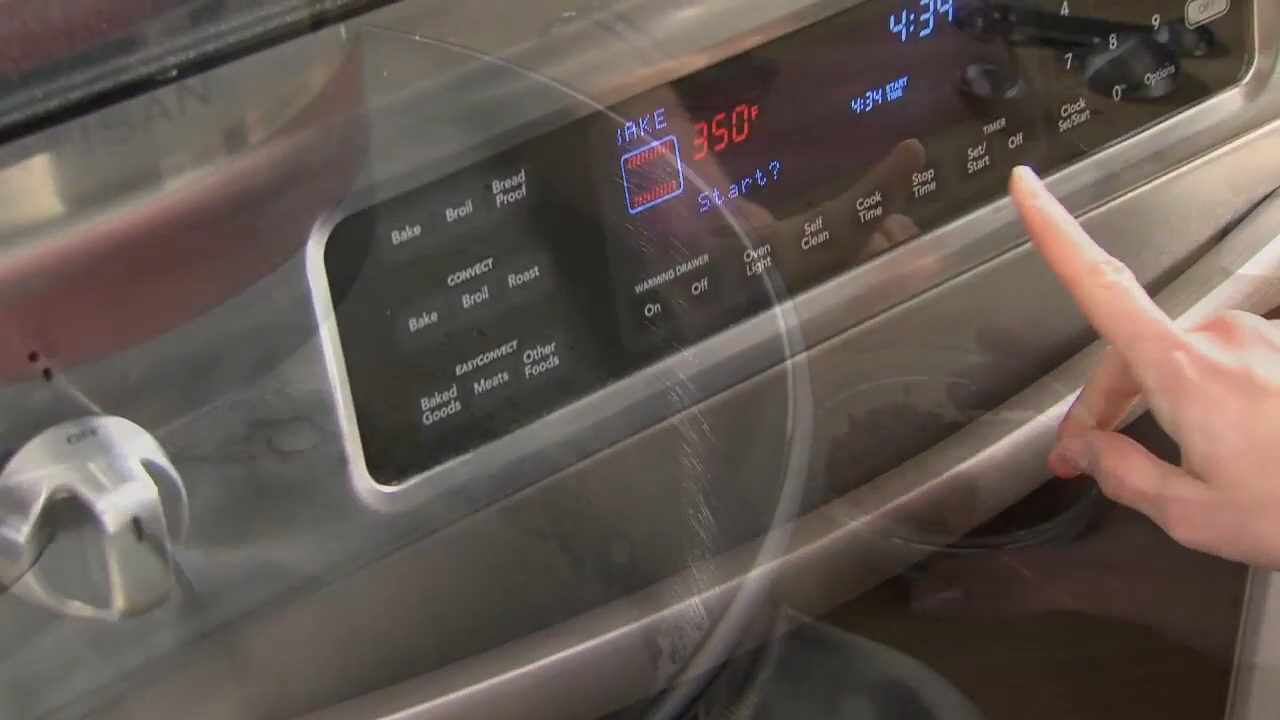 4:34
4
9
OFF
7
8
0
Options
BAKE
350°F
4:34 START TIME
Start?
Bake
Broil
Bread
Proof
CONVECT
Bake
Broil
Roast
EASYCONVECT
Baked
Goods
Meats
Other
Foods
WARMING DRAWER
On
Off
Oven
Light
Self
Clean
Cook
Time
Stop
Time
TIMER
Set/
Start
Off
Clock
Set/Start
OFF